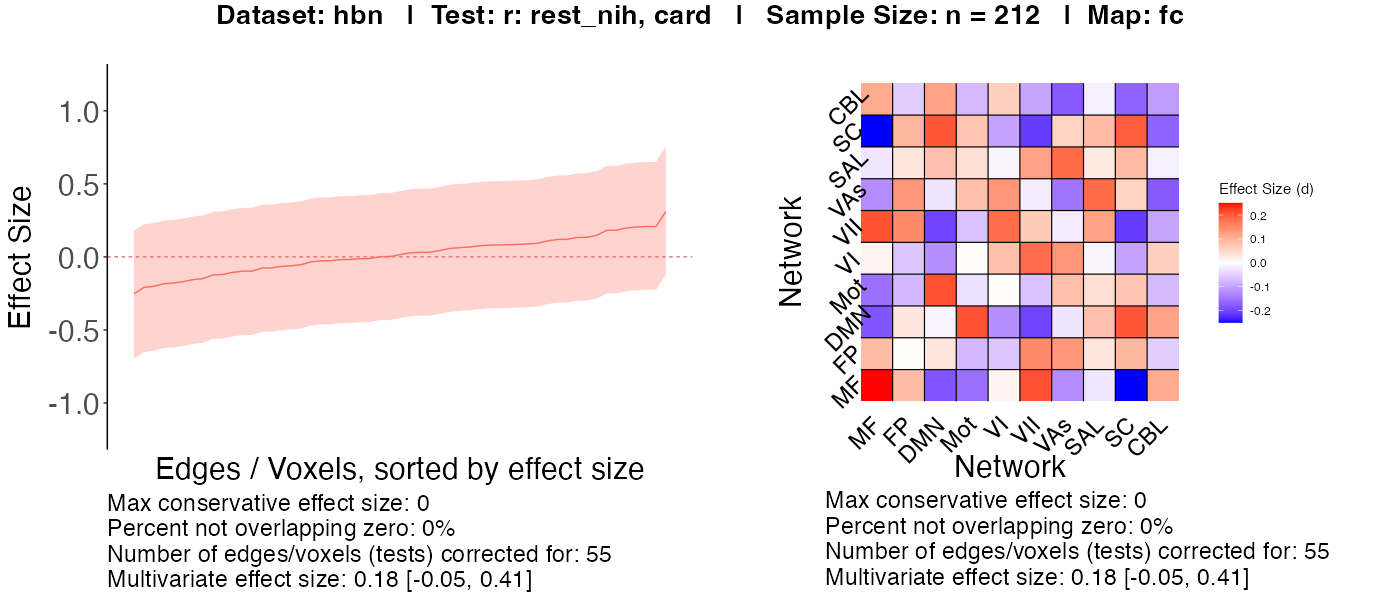 Dataset: hbn | Test: r: rest_nih, card | Sample Size: n = 212 | Map: fc
Effect Size
1.0
0.5
0.0
-0.5
-1.0
Edges / Voxels, sorted by effect size
Max conservative effect size: 0
Percent not overlapping zero: 0%
Number of edges/voxels (tests) corrected for: 55
Multivariate effect size: 0.18 [-0.05, 0.41]
Network
CBL
SC
SAL
VAs
VII
VI
Mot
DMN
FP
MF
MF
FP
DMN
Mot
VI
VII
VAs
SAL
SC
CBL
Network
Effect Size (d)
0.2
0.1
0.0
-0.1
-0.2
Max conservative effect size: 0
Percent not overlapping zero: 0%
Number of edges/voxels (tests) corrected for: 55
Multivariate effect size: 0.18 [-0.05, 0.41]